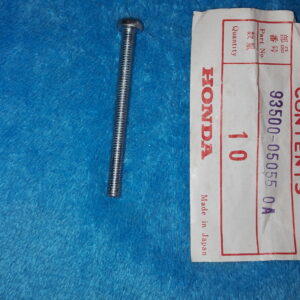 CONTENTS
部品番号
Part No.
93500-05055 0A
数量
Quantity
10
HONDA
Made in Japan